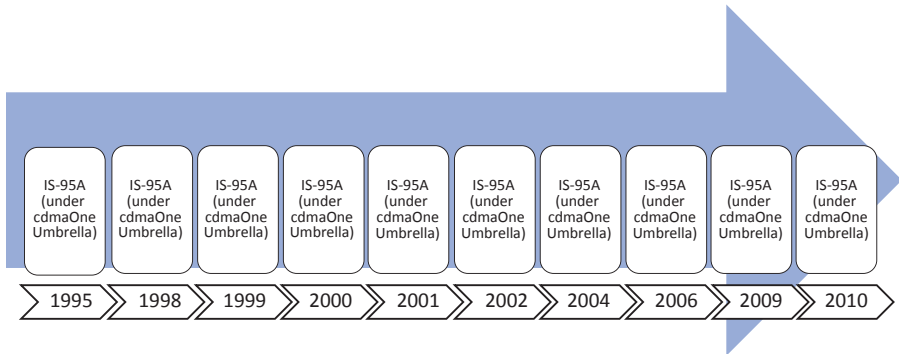 IS-95A
(under
cdmaOne
Umbrella)
IS-95A
(under
cdmaOne
Umbrella)
IS-95A
(under
cdmaOne
Umbrella)
IS-95A
(under
cdmaOne
Umbrella)
IS-95A
(under
cdmaOne
Umbrella)
IS-95A
(under
cdmaOne
Umbrella)
IS-95A
(under
cdmaOne
Umbrella)
IS-95A
(under
cdmaOne
Umbrella)
IS-95A
(under
cdmaOne
Umbrella)
IS-95A
(under
cdmaOne
Umbrella)
1995
1998
1999
2000
2001
2002
2004
2006
2009
2010